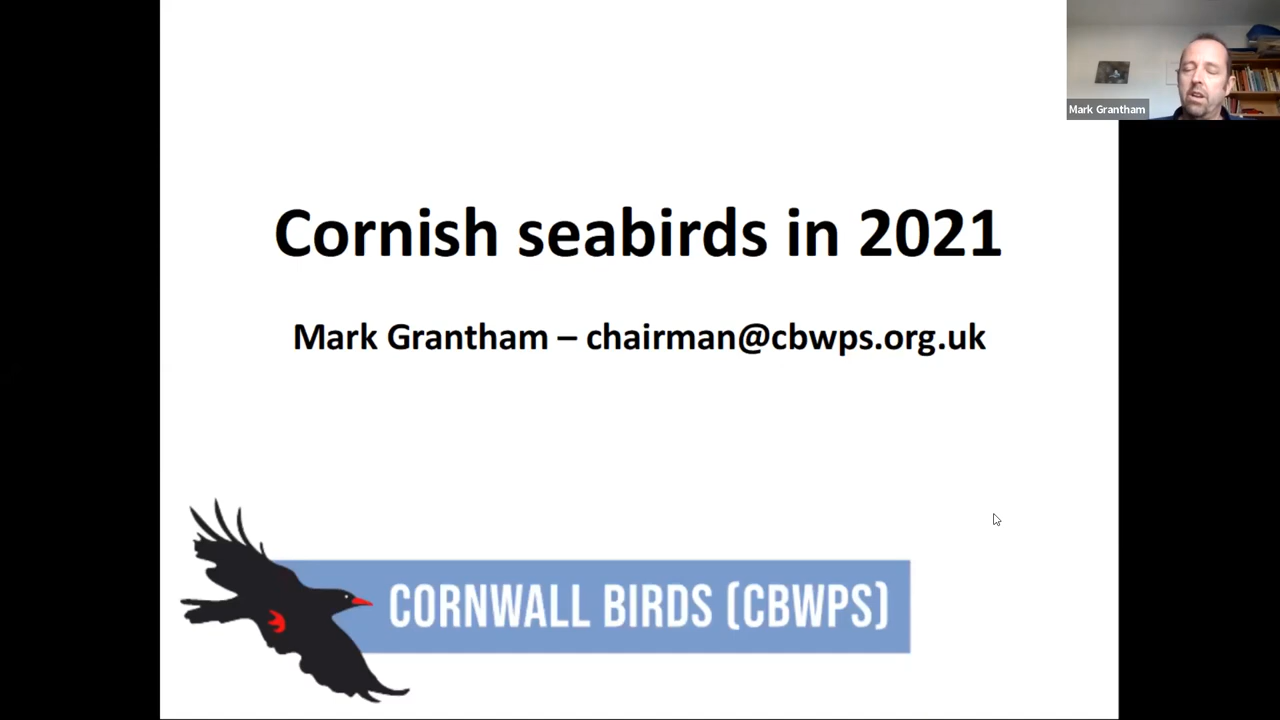 Mark Grantham
Cornish seabirds in 2021
Mark Grantham – chairman@cbwps.org.uk
CORNWALL BIRDS (CBWPS)